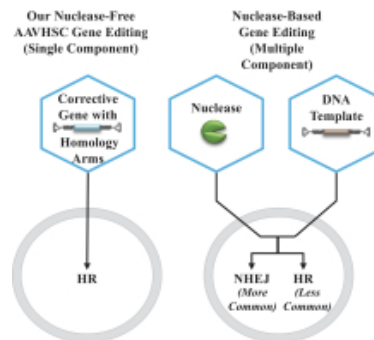 Our Nuclease-Free
AAVHSC Gene Editing
(Single Component)
Corrective
Gene with
Homology
Arms
HR
Nuclease-Based
Gene Editing
(Multiple
Component)
Nuclease
DNA
Template
NHEJ
(More
Common)
HR
(Less
Common)